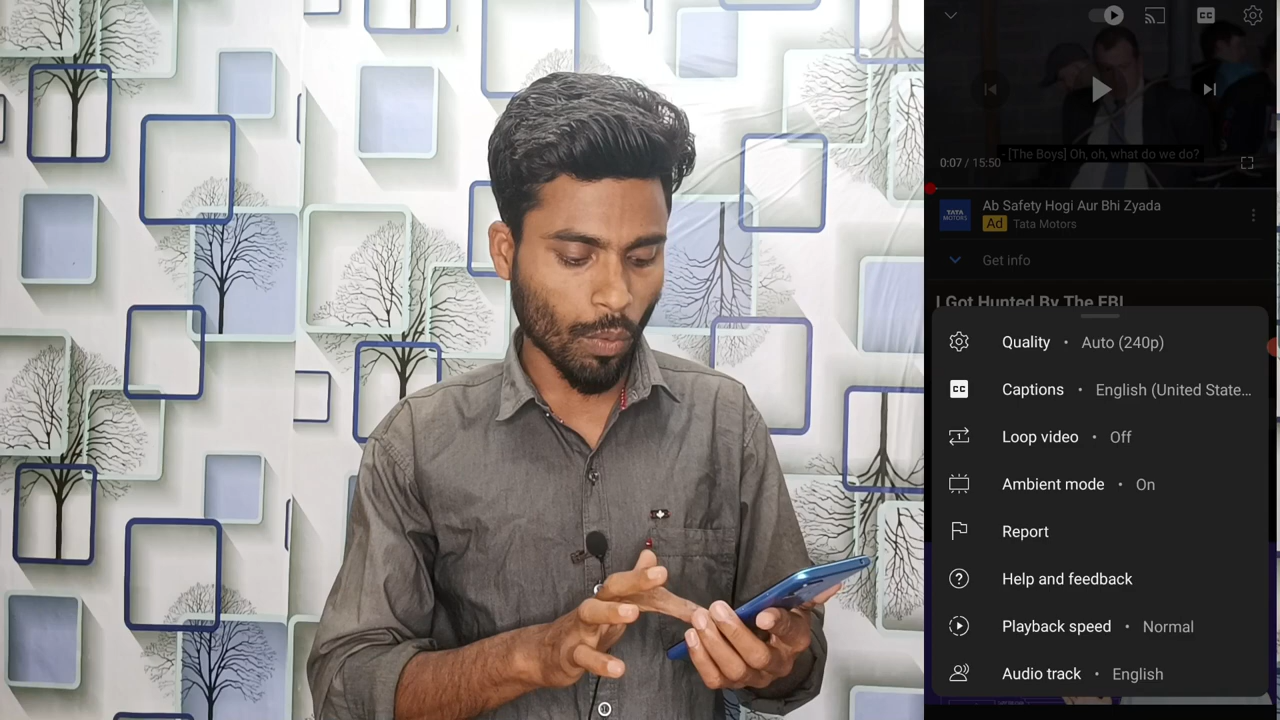 CC
[The Boys] Oh, oh, what do we do?
0:07 / 15:50
TATA MOTORS
Ab Safety Hogi Aur Bhi Zyada
Ad Tata Motors
Get info
I Got Hunted By The FBI
Quality • Auto (240p)
CC Captions • English (United State...
1 Loop video • Off
Ambient mode • On
Report
? Help and feedback
Playback speed • Normal
Audio track • English